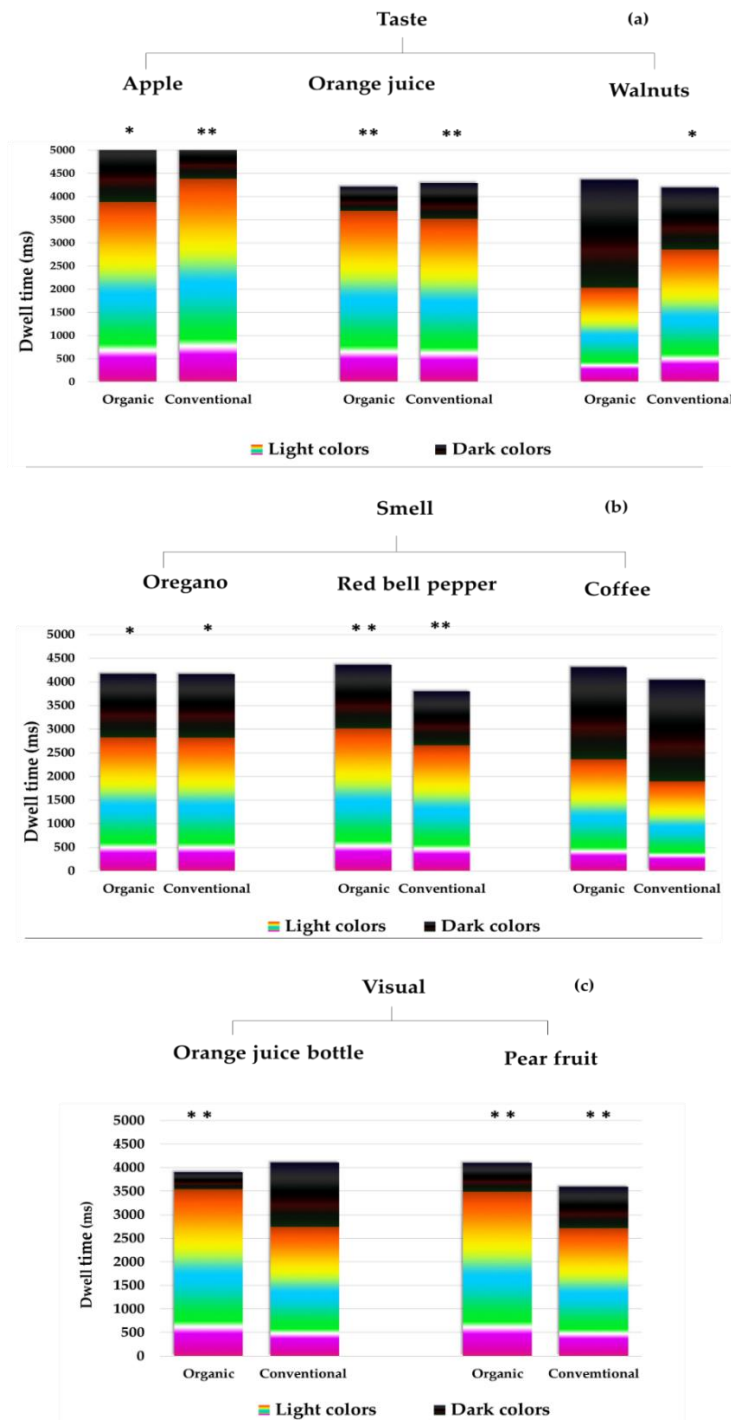 Taste (a)
Apple Orange juice Walnuts
* ** ** ** *
Dwell time (ms)
5000
4500
4000
3500
3000
2500
2000
1500
1000
500
0
Organic Conventional Organic Conventional Organic Conventional
Light colors Dark colors
Smell (b)
Oregano Red bell pepper Coffee
* * ** **
Dwell time (ms)
5000
4500
4000
3500
3000
2500
2000
1500
1000
500
0
Organic Conventional Organic Conventional Organic Conventional
Light colors Dark colors
Visual (c)
Orange juice bottle Pear fruit
** ** **
Dwell time (ms)
5000
4500
4000
3500
3000
2500
2000
1500
1000
500
0
Organic Conventional Organic Convemtional
Light colors Dark colors